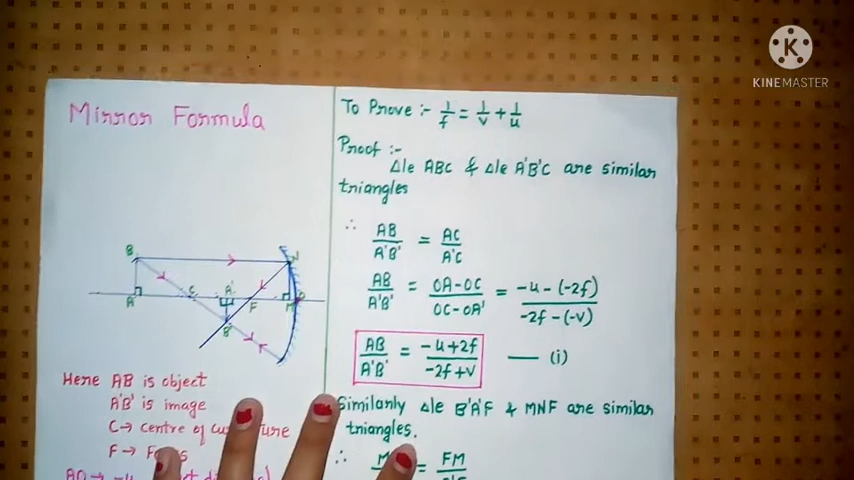 KINEMASTER
Mirror Formula
B
N
A
C
A'
F
M
B'
Here AB is object
A'B' is image
C→ centre of
F→
To Prove :- 1/f = 1/v + 1/u
Proof :-
Δle ABC & Δle A'B'C are similar
triangles
∴ AB/A'B' = AC/A'C
AB/A'B' = OA-OC/OC-OA' = -u-(-2f)/-2f-(-v)
AB/A'B' = -u+2f/-2f+v —— (i)
Similarly Δle B'A'F & MNF are similar
triangles.
∴ = FM